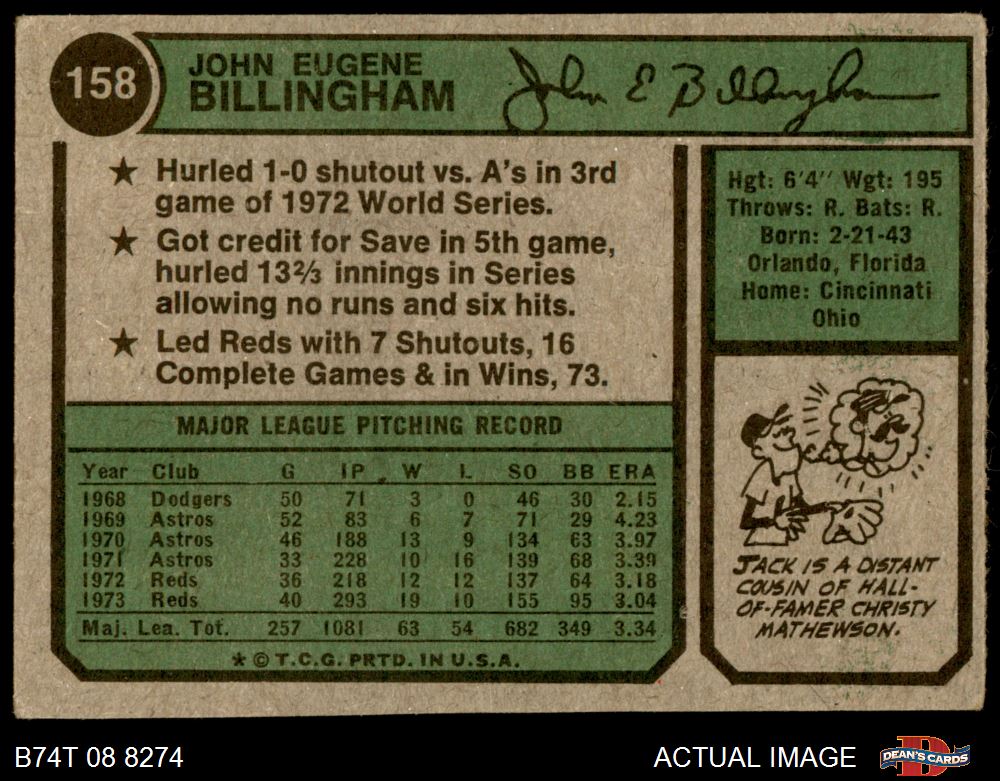 158
JOHN EUGENE
BILLINGHAM
John E Billingham
★ Hurled 1-0 shutout vs. A's in 3rd
game of 1972 World Series.
★ Got credit for Save in 5th game,
hurled 13⅔ innings in Series
allowing no runs and six hits.
★ Led Reds with 7 Shutouts, 16
Complete Games & in Wins, 73.
Hgt: 6'4" Wgt: 195
Throws: R. Bats: R.
Born: 2-21-43
Orlando, Florida
Home: Cincinnati
Ohio
MAJOR LEAGUE PITCHING RECORD
Year Club G IP W L SO BB ERA
1968 Dodgers 50 71 3 0 46 30 2.15
1969 Astros 52 83 6 7 71 29 4.23
1970 Astros 46 188 13 9 134 63 3.97
1971 Astros 33 228 10 16 139 68 3.39
1972 Reds 36 218 12 12 137 64 3.18
1973 Reds 40 293 19 10 155 95 3.04
Maj. Lea. Tot. 257 1081 63 54 682 349 3.34
★ © T.C.G. PRTD. IN U.S.A.
JACK IS A DISTANT
COUSIN OF HALL-
OF-FAMER CHRISTY
MATHEWSON.
B74T 08 8274
ACTUAL IMAGE
DEAN'S CARDS